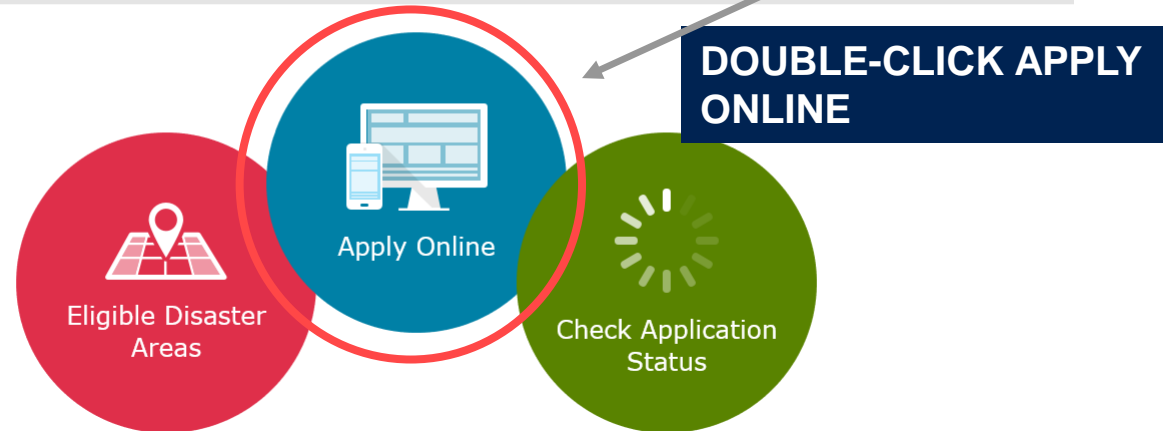 DOUBLE-CLICK APPLY
ONLINE
Apply Online
Eligible Disaster
Areas
Check Application
Status